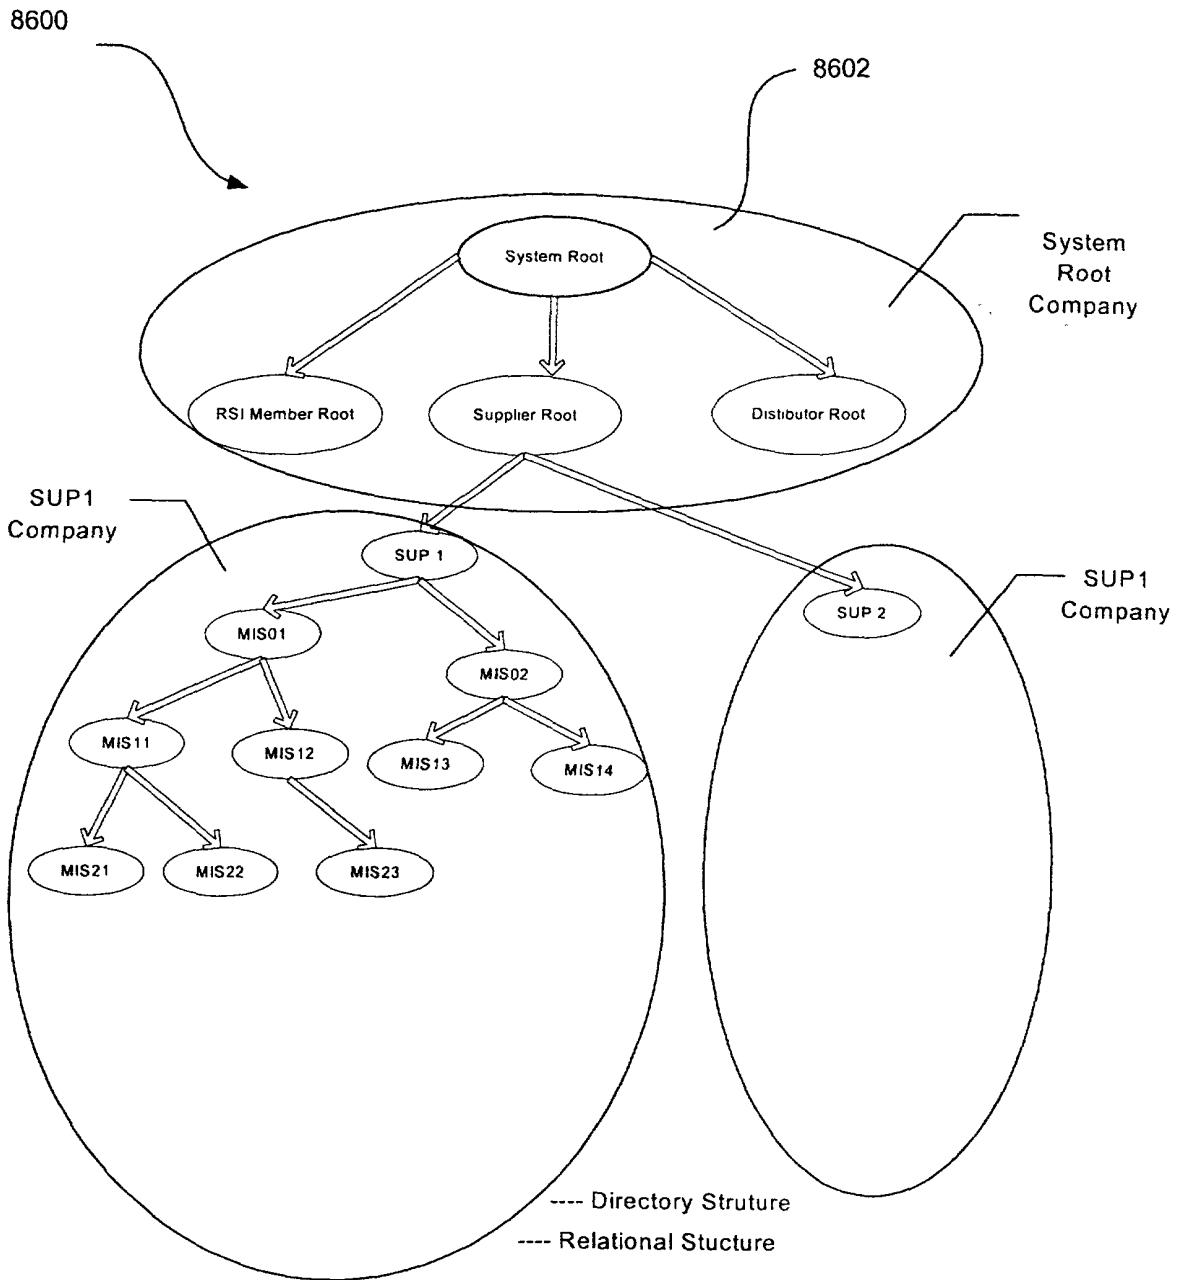 8600
8602
System Root
System
Root
Company
RSI Member Root
Supplier Root
Distibutor Root
SUP1
Company
SUP 1
SUP1
Company
SUP 2
MIS01
MIS02
MIS11
MIS12
MIS13
MIS14
MIS21
MIS22
MIS23
---- Directory Struture
---- Relational Stucture